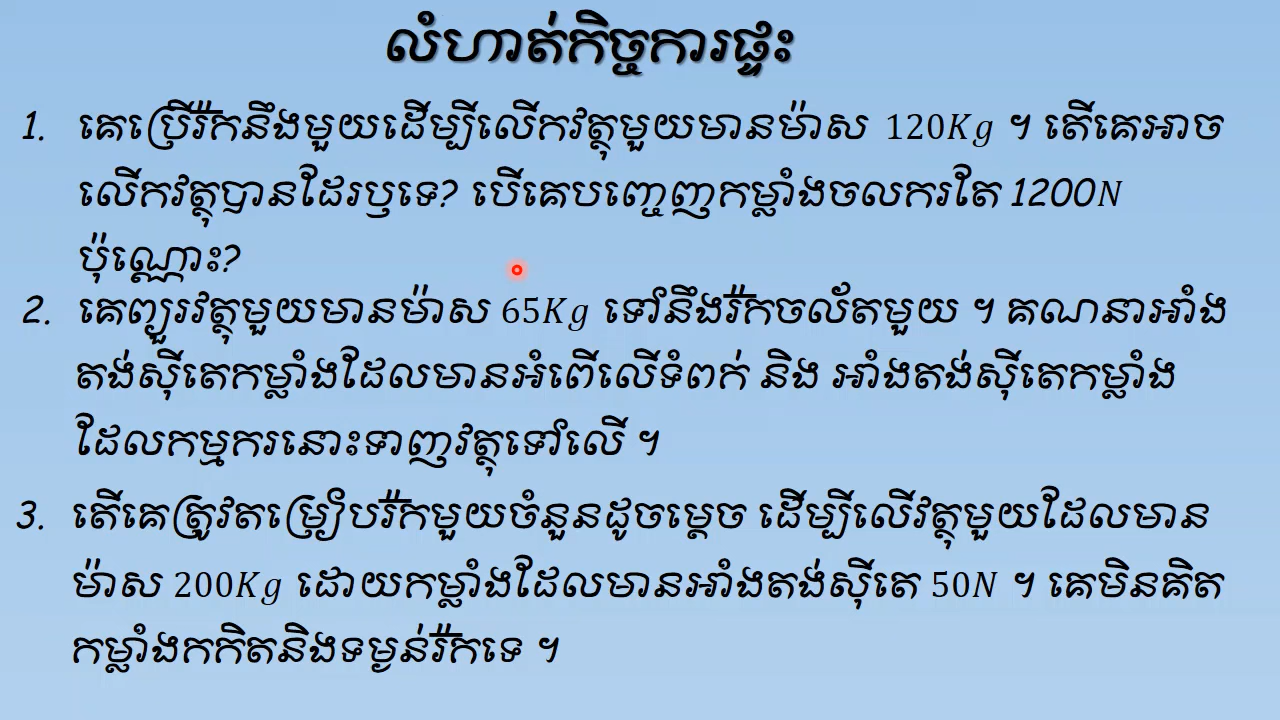 លំហាត់កិច្ចការផ្ទះ
1. គេប្រើរ៉កនឹងមួយដើម្បីលើកវត្ថុមួយមានម៉ាស 120Kg ។ តើគេអាច
លើកវត្ថុបានដែរឬទេ? បើគេបញ្ចេញកម្លាំងចលករតែ 1200N
ប៉ុណ្ណោះ?
2. គេព្យួរវត្ថុមួយមានម៉ាស 65Kg ទៅនឹងរ៉កចល័តមួយ ។ គណនាអាំង
តង់ស៊ីតេកម្លាំងដែលមានអំពើលើទំពក់ និង អាំងតង់ស៊ីតេកម្លាំង
ដែលកម្មករនោះទាញវត្ថុទៅលើ ។
3. តើគេត្រូវតម្រៀបរ៉កមួយចំនួនដូចម្ដេច ដើម្បីលើវត្ថុមួយដែលមាន
ម៉ាស 200Kg ដោយកម្លាំងដែលមានអាំងតង់ស៊ីតេ 50N ។ គេមិនគិត
កម្លាំងកកិតនិងទម្ងន់រ៉កទេ ។